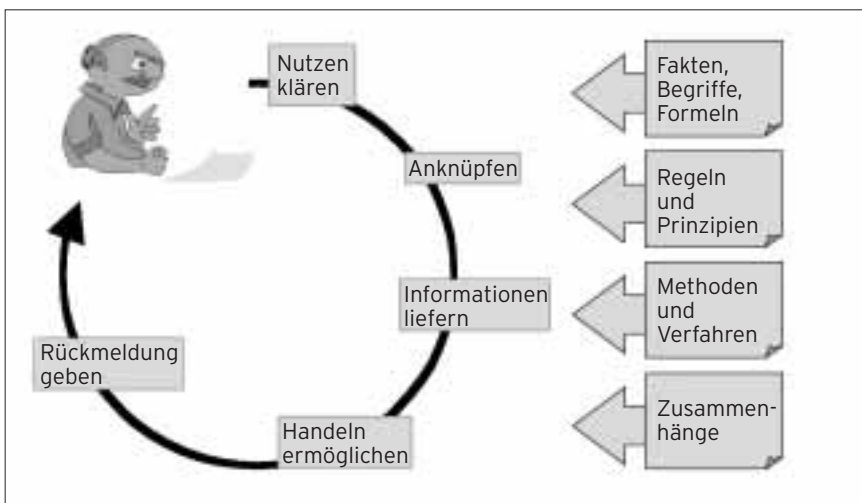 Nutzen
klären
Anknüpfen
Informationen
liefern
Handeln
ermöglichen
Rückmeldung
geben
Fakten,
Begriffe,
Formeln
Regeln
und
Prinzipien
Methoden
und
Verfahren
Zusammen-
hänge